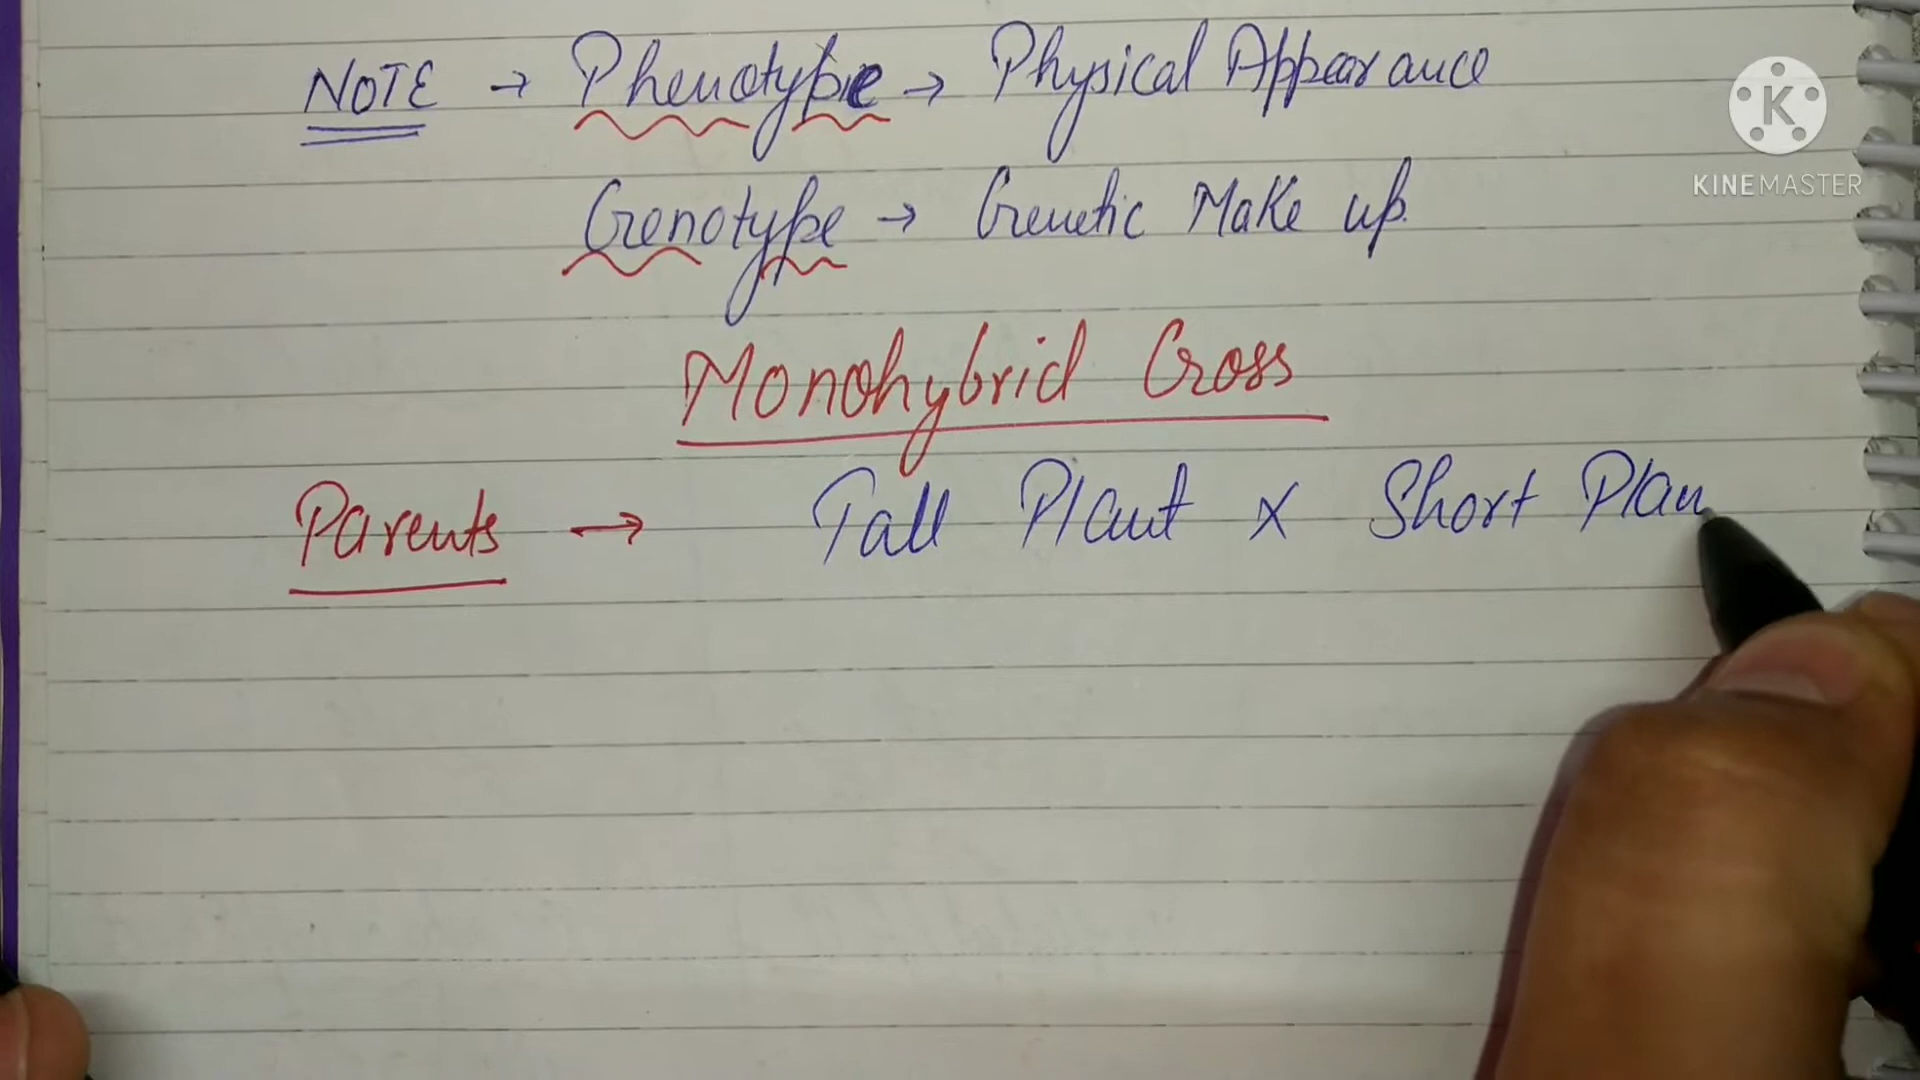 NOTE → Phenotype → Physical Appearance
K
KINEMASTER
Genotype → Genetic Make up.
Monohybrid Cross
Parents → Tall Plant X Short Plan